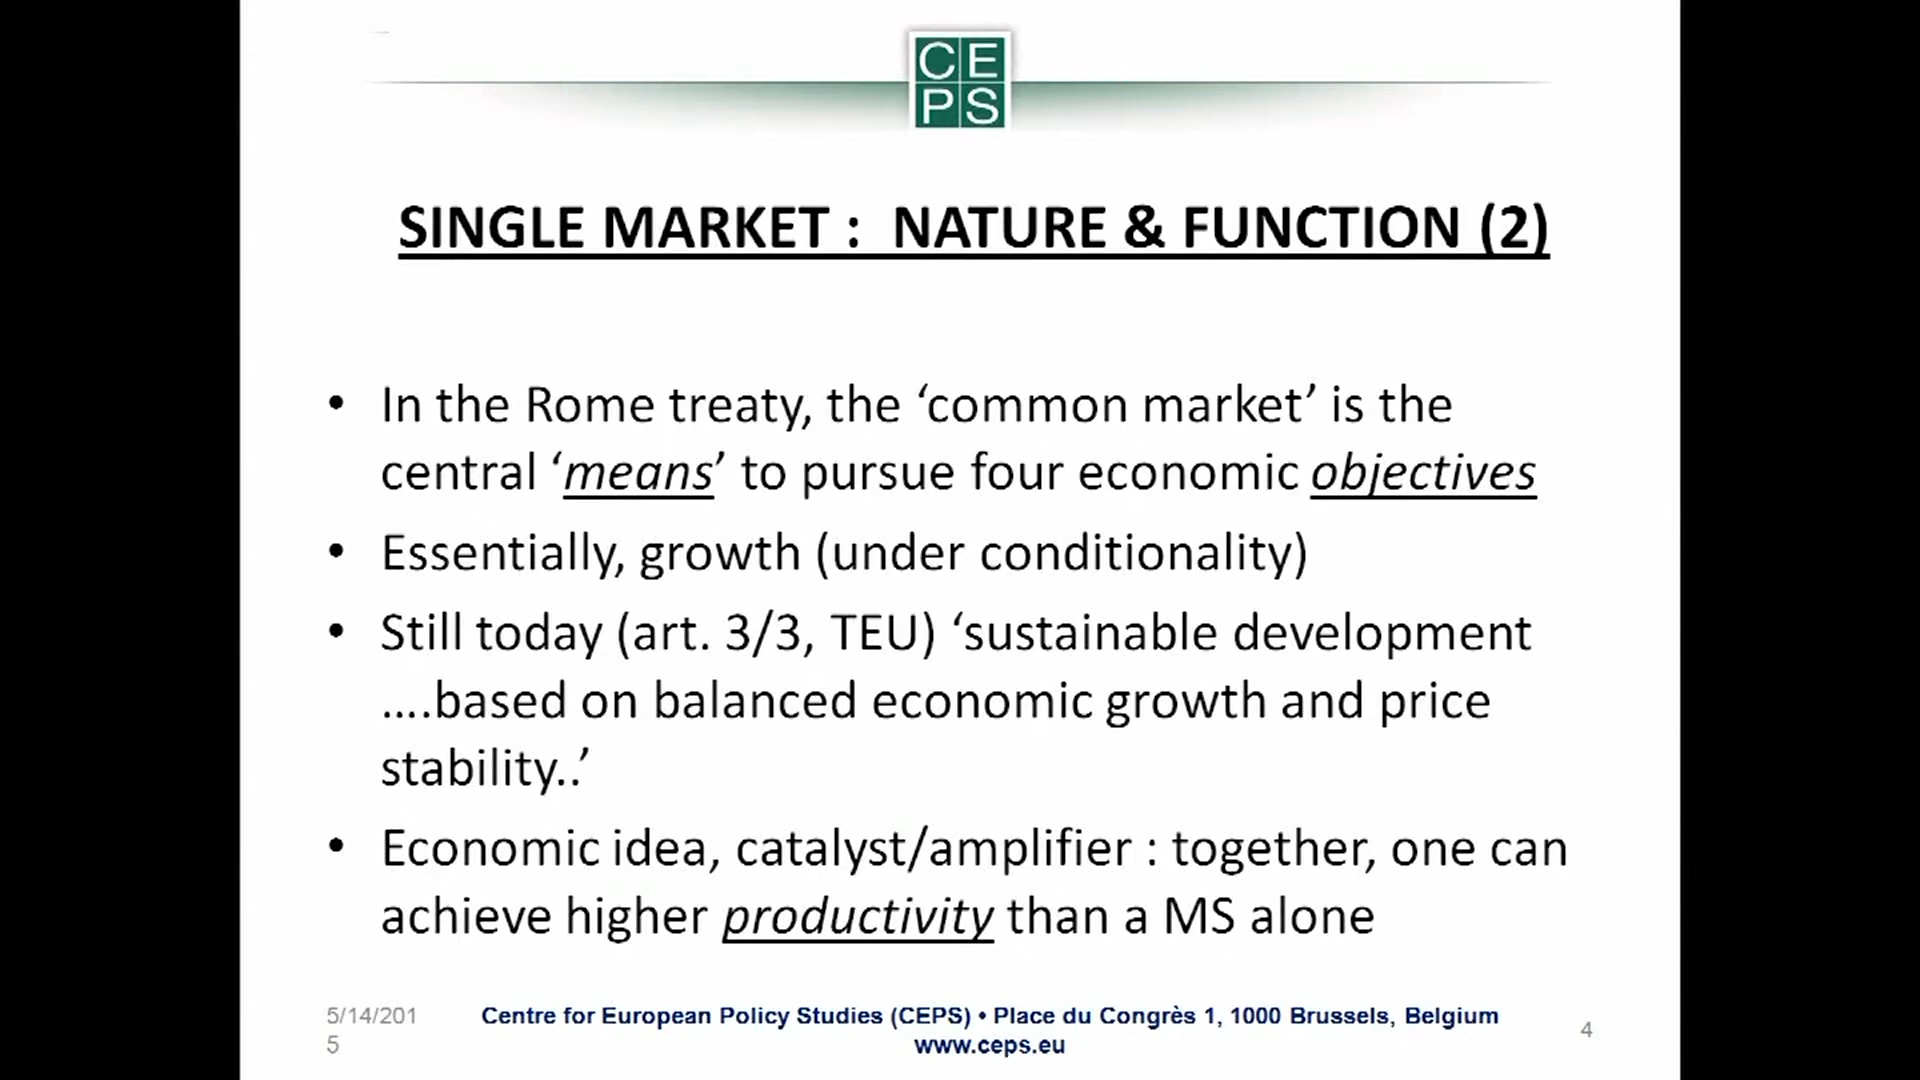 CE
PS
SINGLE MARKET : NATURE & FUNCTION (2)
• In the Rome treaty, the ‘common market’ is the
central ‘means’ to pursue four economic objectives
• Essentially, growth (under conditionality)
• Still today (art. 3/3, TEU) ‘sustainable development
….based on balanced economic growth and price
stability..’
• Economic idea, catalyst/amplifier : together, one can
achieve higher productivity than a MS alone
5/14/201
5
Centre for European Policy Studies (CEPS) • Place du Congrès 1, 1000 Brussels, Belgium
www.ceps.eu
4